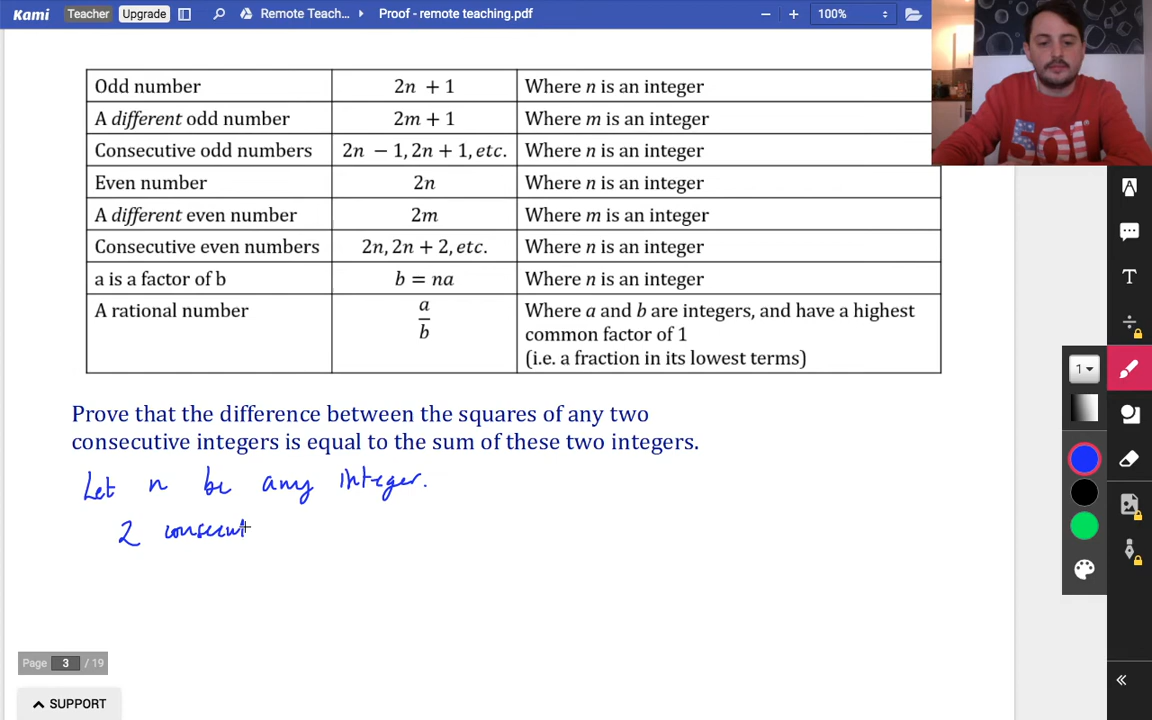 Kami Teacher Upgrade Remote Teach... Proof - remote teaching.pdf 100%
Odd number 2n + 1 Where n is an integer
A different odd number 2m + 1 Where m is an integer
Consecutive odd numbers 2n − 1, 2n + 1, etc. Where n is an integer
Even number 2n Where n is an integer
A different even number 2m Where m is an integer
Consecutive even numbers 2n, 2n + 2, etc. Where n is an integer
a is a factor of b b = na Where n is an integer
A rational number a/b Where a and b are integers, and have a highest
common factor of 1
(i.e. a fraction in its lowest terms)
Prove that the difference between the squares of any two
consecutive integers is equal to the sum of these two integers.
Let n be any integer.
2 consecut
Page 3 / 19
SUPPORT
1
T
501